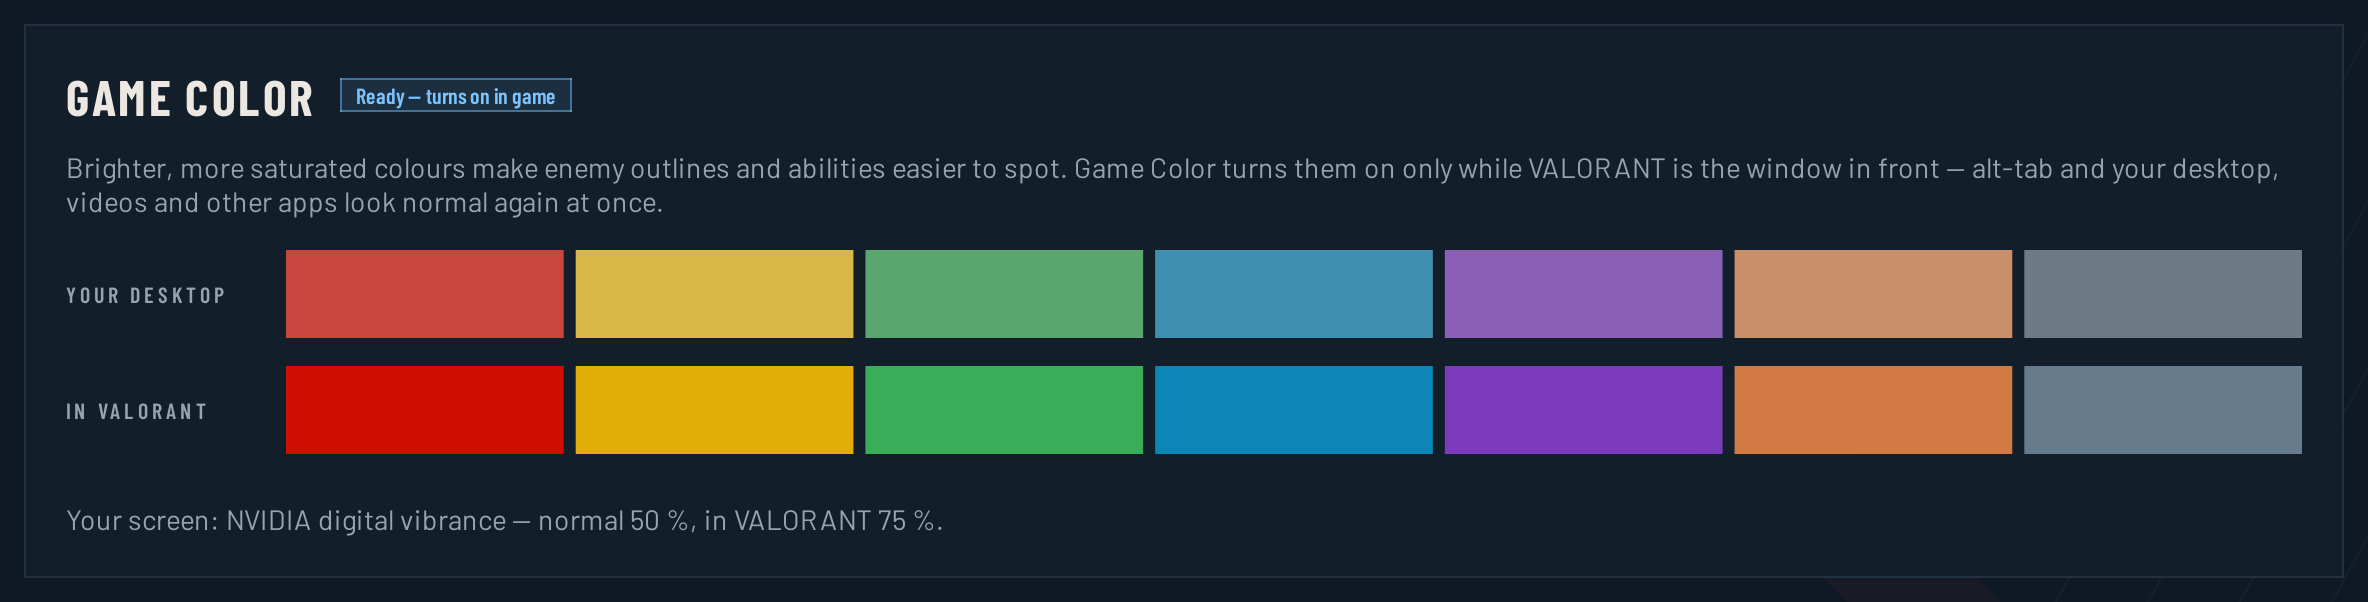 GAME COLOR
Ready – turns on in game
Brighter, more saturated colours make enemy outlines and abilities easier to spot. Game Color turns them on only while VALORANT is the window in front – alt-tab and your desktop,
videos and other apps look normal again at once.
YOUR DESKTOP
IN VALORANT
Your screen: NVIDIA digital vibrance – normal 50 %, in VALORANT 75 %.